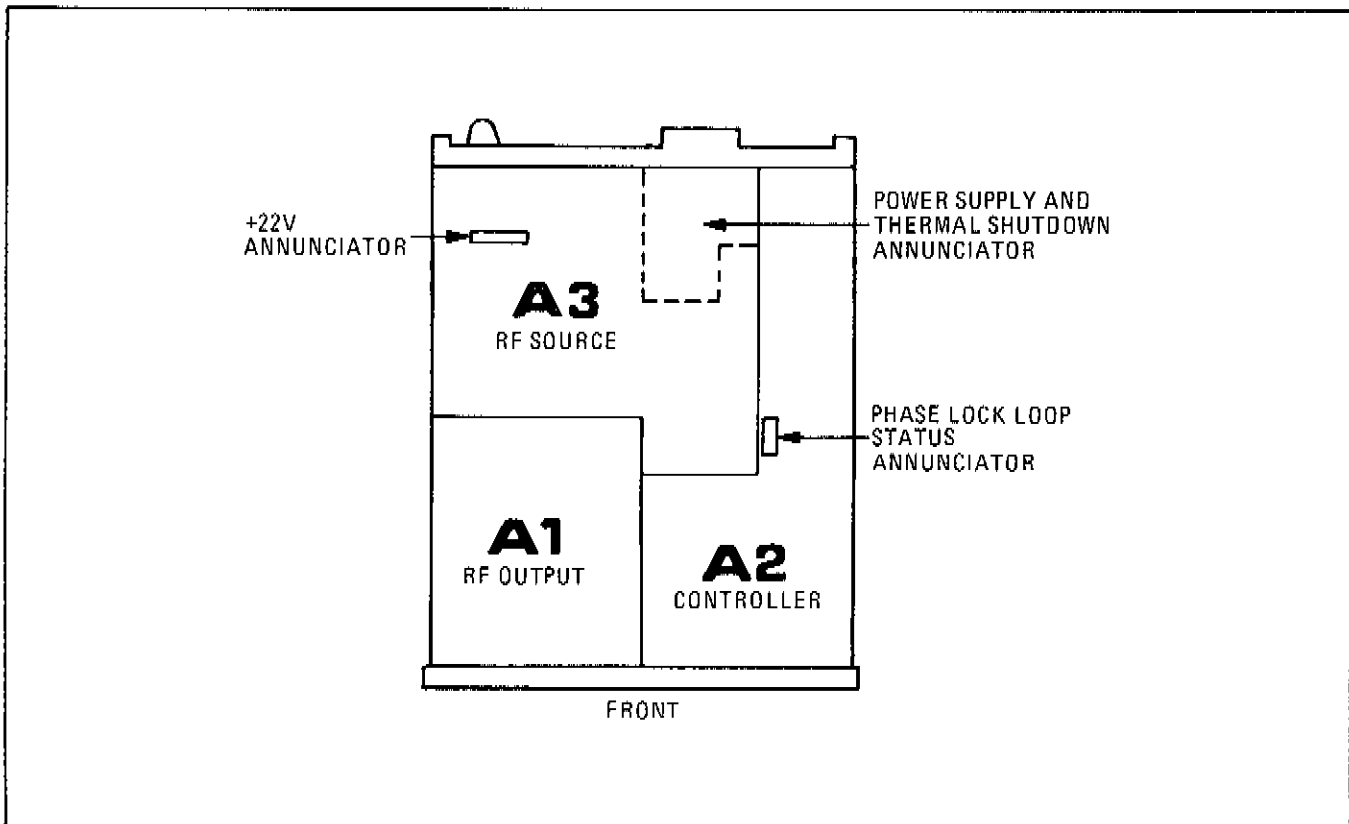 +22V
ANNUNCIATOR
POWER SUPPLY AND
THERMAL SHUTDOWN
ANNUNCIATOR
A3
RF SOURCE
PHASE LOCK LOOP
STATUS
ANNUNCIATOR
A1
RF OUTPUT
A2
CONTROLLER
FRONT